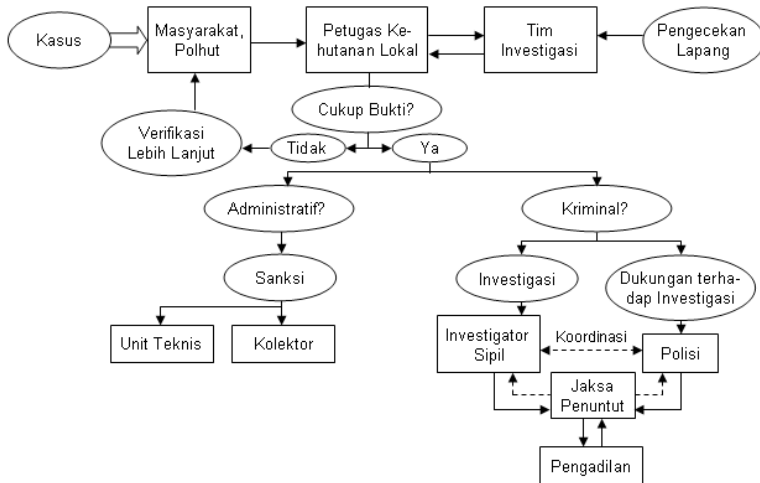 Kasus
Masyarakat,
Polhut
Petugas Ke-
hutanan Lokal
Tim
Investigasi
Pengecekan
Lapang
Cukup Bukti?
Verifikasi
Lebih Lanjut
Tidak
Ya
Administratif?
Kriminal?
Sanksi
Investigasi
Dukungan terha-
dap Investigasi
Unit Teknis
Kolektor
Investigator
Sipil
Koordinasi
Polisi
Jaksa
Penuntut
Pengadilan